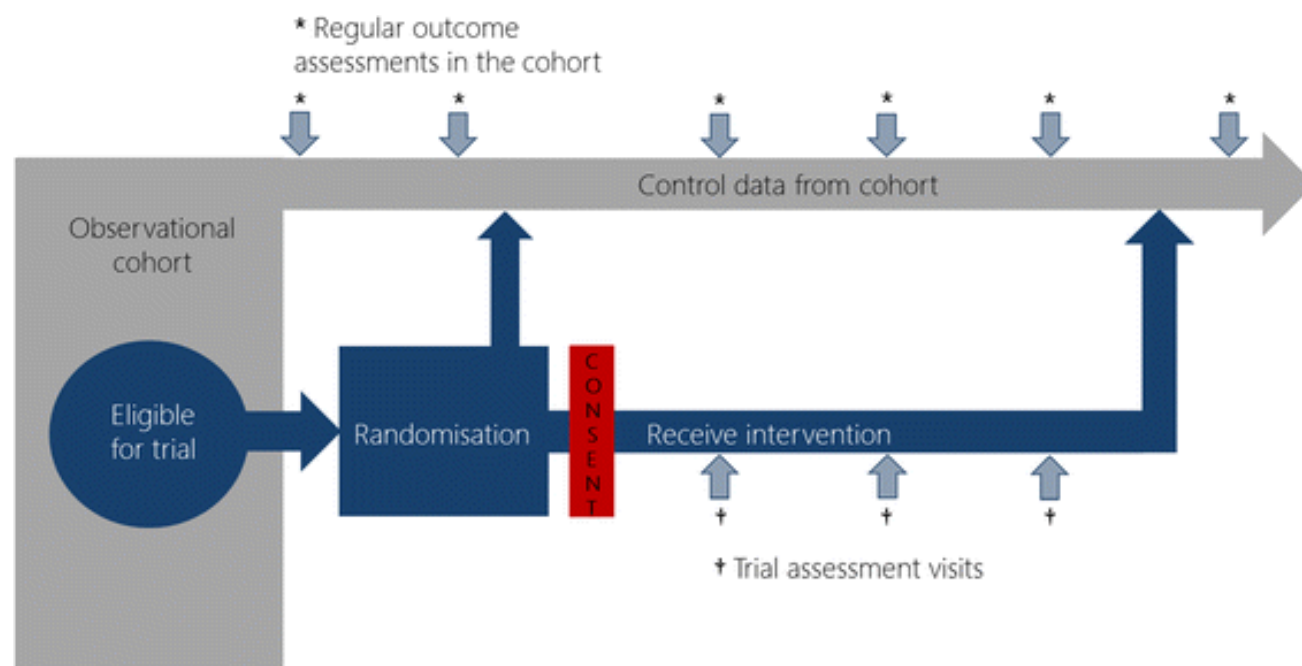 * Regular outcome
assessments in the cohort
* * * * * *
Control data from cohort
Observational
cohort
Eligible
for trial
Randomisation
CONSENT
Receive intervention
† † †
† Trial assessment visits